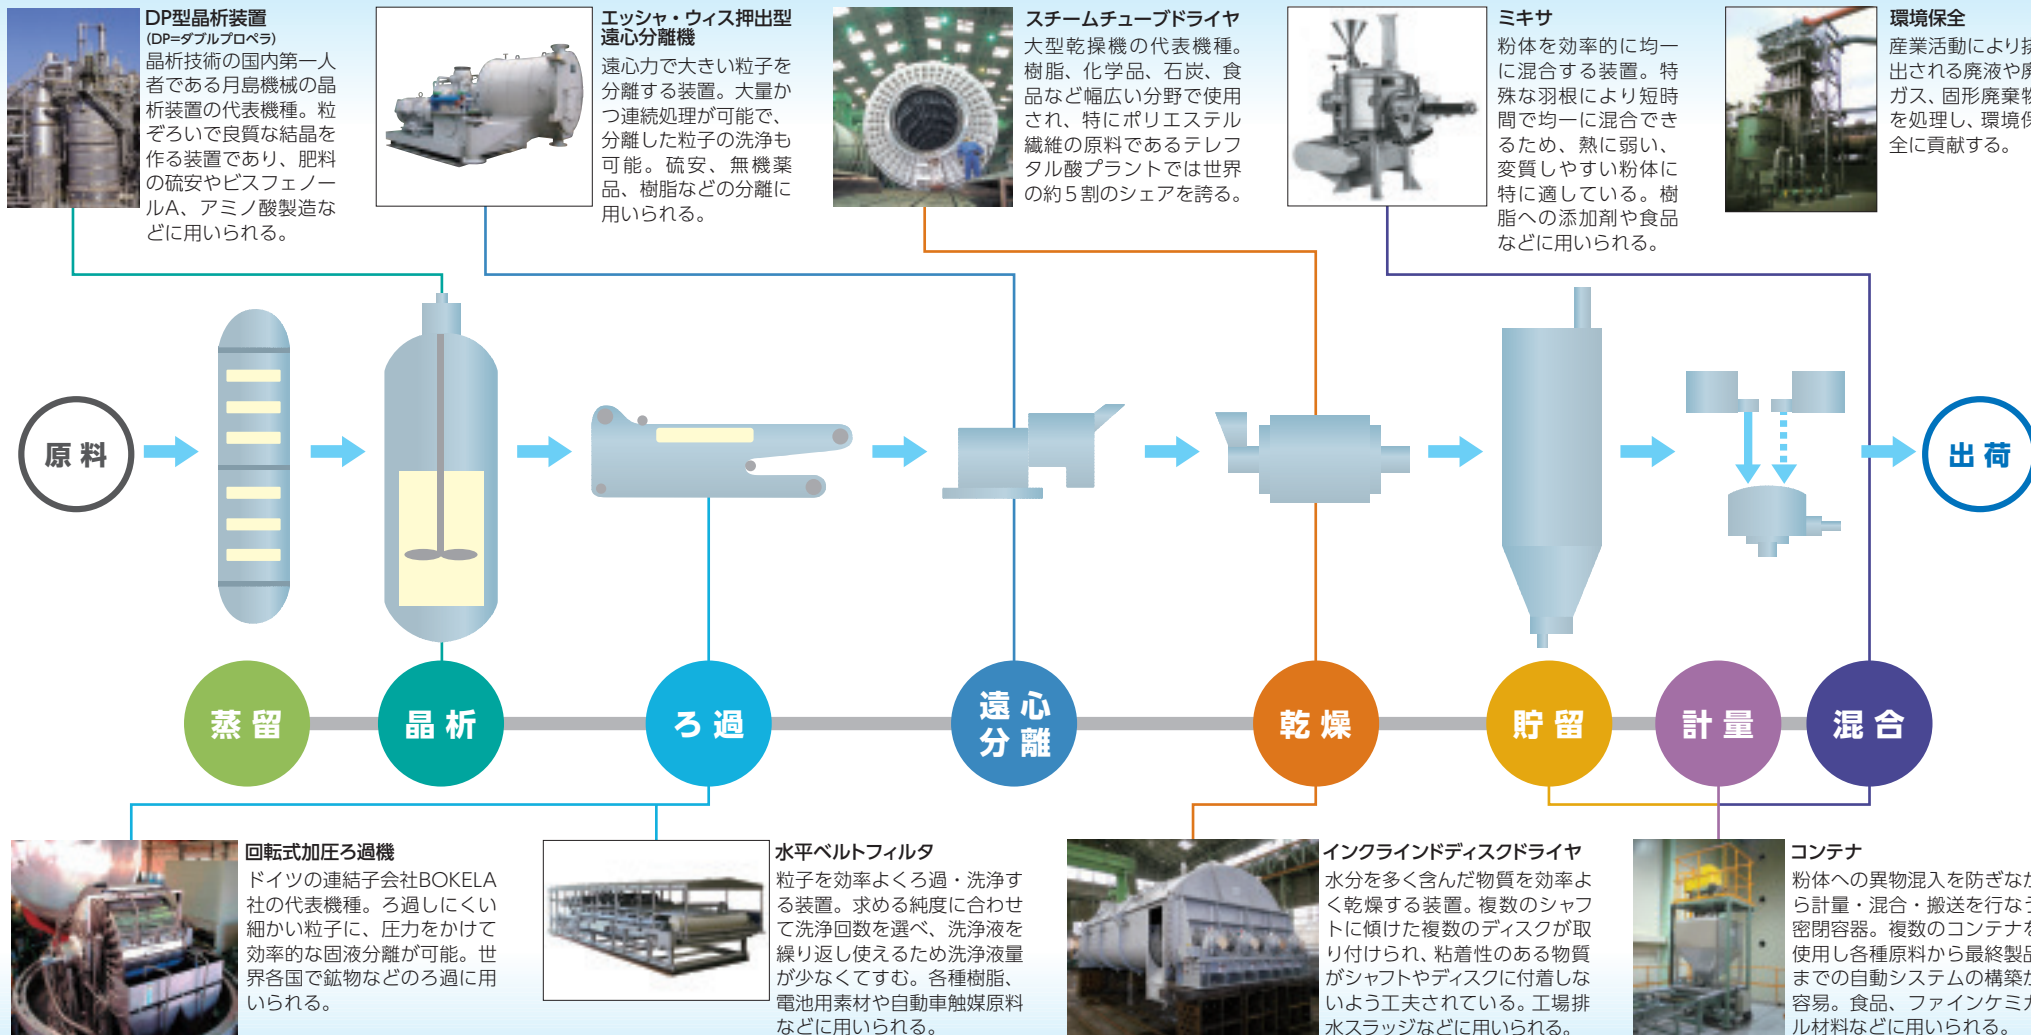 DP型晶析装置
(DP=ダブルプロペラ)
晶析技術の国内第一人
者である月島機械の晶
析装置の代表機種。粒
ぞろいで良質な結晶を
作る装置であり、肥料
の硫安やビスフェノー
ルA、アミノ酸製造な
どに用いられる。
エッシャ・ウィス押出型
遠心分離機
遠心力で大きい粒子を
分離する装置。大量か
つ連続処理が可能で、
分離した粒子の洗浄も
可能。硫安、無機薬
品、樹脂などの分離に
用いられる。
スチームチューブドライヤ
大型乾燥機の代表機種。
樹脂、化学品、石炭、食
品など幅広い分野で使用
され、特にポリエステル
繊維の原料であるテレフ
タル酸プラントでは世界
の約5割のシェアを誇る。
ミキサ
粉体を効率的に均一
に混合する装置。特
殊な羽根により短時
間で均一に混合でき
るため、熱に弱い、
変質しやすい粉体に
特に適している。樹
脂への添加剤や食品
などに用いられる。
環境保全
産業活動により排
出される廃液や廃
ガス、固形廃棄物
を処理し、環境保
全に貢献する。
原料
出荷
蒸留
晶析
ろ過
遠心
分離
乾燥
貯留
計量
混合
回転式加圧ろ過機
ドイツの連結子会社BOKELA
社の代表機種。ろ過しにくい
細かい粒子に、圧力をかけて
効率的な固液分離が可能。世
界各国で鉱物などのろ過に用
いられる。
水平ベルトフィルタ
粒子を効率よくろ過・洗浄す
る装置。求める純度に合わせ
て洗浄回数を選べ、洗浄液を
繰り返し使えるため洗浄液量
が少なくてすむ。各種樹脂、
電池用素材や自動車触媒原料
などに用いられる。
インクラインドディスクドライヤ
水分を多く含んだ物質を効率よ
く乾燥する装置。複数のシャフ
トに傾けた複数のディスクが取
り付けられ、粘着性のある物質
がシャフトやディスクに付着しな
いよう工夫されている。工場排
水スラッジなどに用いられる。
コンテナ
粉体への異物混入を防ぎなが
ら計量・混合・搬送を行なう
密閉容器。複数のコンテナを
使用し各種原料から最終製品
までの自動システムの構築が
容易。食品、ファインケミカ
ル材料などに用いられる。